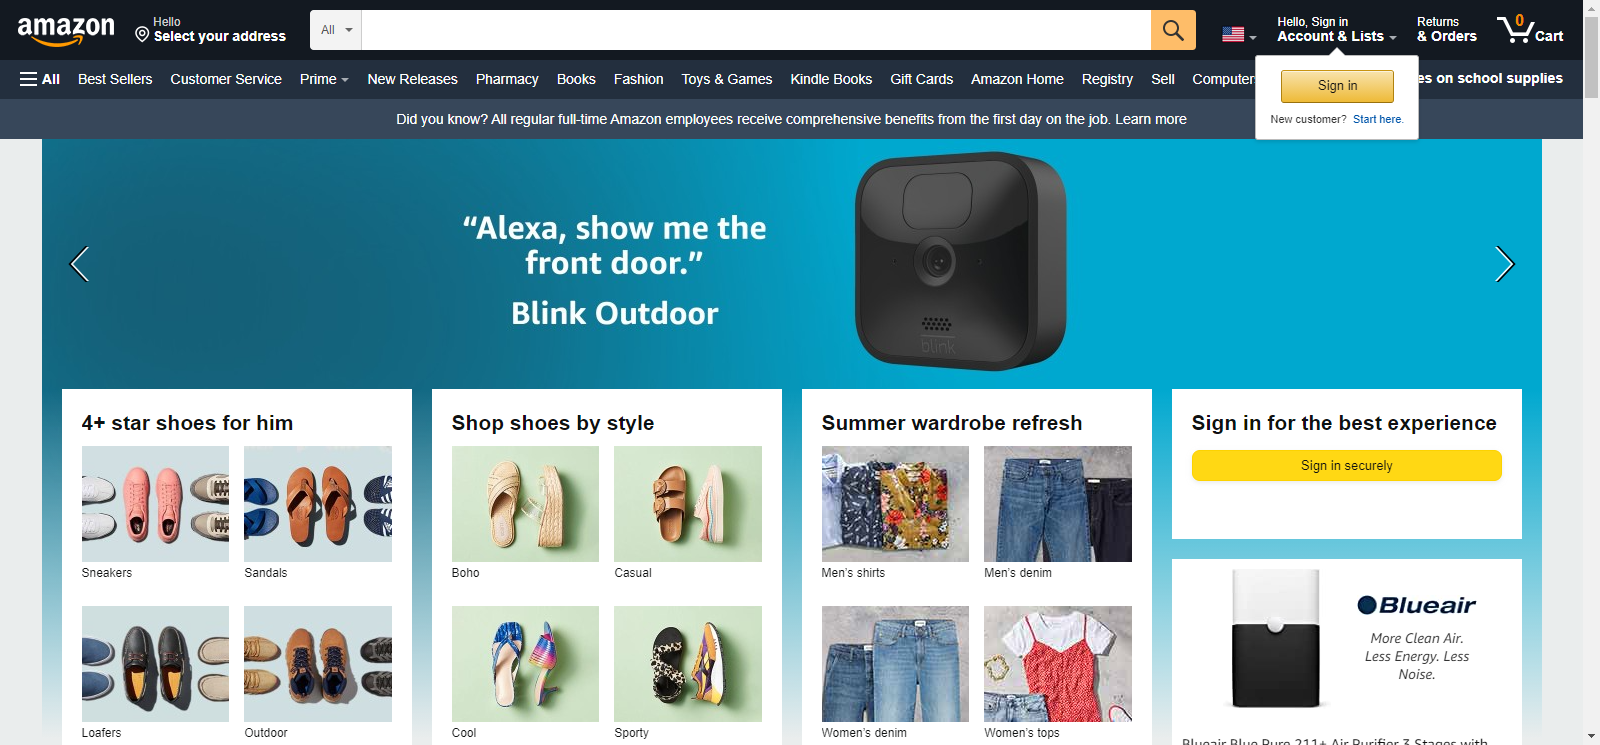 amazon
Hello
Select your address
All
Hello, Sign in
Account & Lists
Returns
& Orders
0
Cart
All
Best Sellers
Customer Service
Prime
New Releases
Pharmacy
Books
Fashion
Toys & Games
Kindle Books
Gift Cards
Amazon Home
Registry
Sell
Computer
es on school supplies
Sign in
New customer? Start here.
Did you know? All regular full-time Amazon employees receive comprehensive benefits from the first day on the job. Learn more
“Alexa, show me the
front door.”
Blink Outdoor
blink
4+ star shoes for him
Sneakers
Sandals
Loafers
Outdoor
Shop shoes by style
Boho
Casual
Cool
Sporty
Summer wardrobe refresh
Men’s shirts
Men’s denim
Women’s denim
Women’s tops
Sign in for the best experience
Sign in securely
Blueair
More Clean Air.
Less Energy. Less
Noise.
Blueair Blue Pure 211+ Air Purifier 3 Stages with